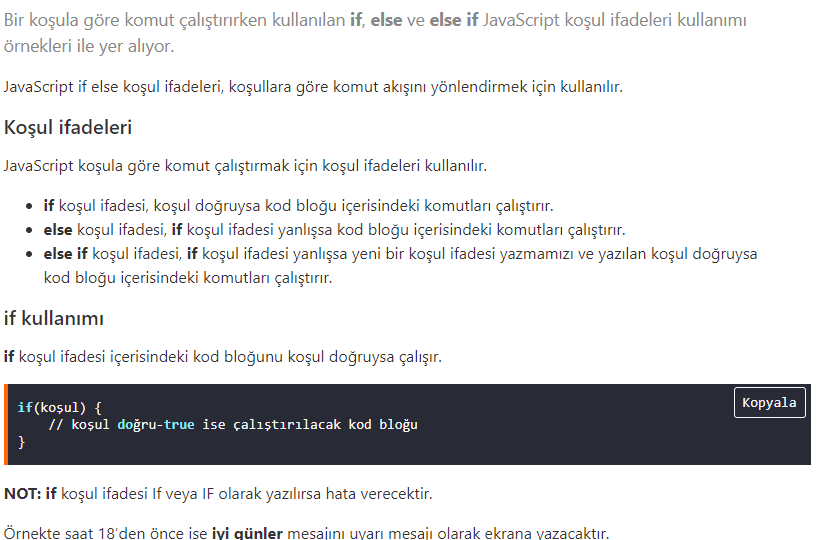 Bir koşula göre komut çalıştırırken kullanılan if, else ve else if JavaScript koşul ifadeleri kullanımı
örnekleri ile yer alıyor.
JavaScript if else koşul ifadeleri, koşullara göre komut akışını yönlendirmek için kullanılır.
Koşul ifadeleri
JavaScript koşula göre komut çalıştırmak için koşul ifadeleri kullanılır.
• if koşul ifadesi, koşul doğruysa kod bloğu içerisindeki komutları çalıştırır.
• else koşul ifadesi, if koşul ifadesi yanlışsa kod bloğu içerisindeki komutları çalıştırır.
• else if koşul ifadesi, if koşul ifadesi yanlışsa yeni bir koşul ifadesi yazmamızı ve yazılan koşul doğruysa
kod bloğu içerisindeki komutları çalıştırır.
if kullanımı
if koşul ifadesi içerisindeki kod bloğunu koşul doğruysa çalışır.
Kopyala
if(koşul) {
    // koşul doğru-true ise çalıştırılacak kod bloğu
}
NOT: if koşul ifadesi If veya IF olarak yazılırsa hata verecektir.
Örnekte saat 18’den önce ise iyi günler mesajını uyarı mesajı olarak ekrana yazacaktır.